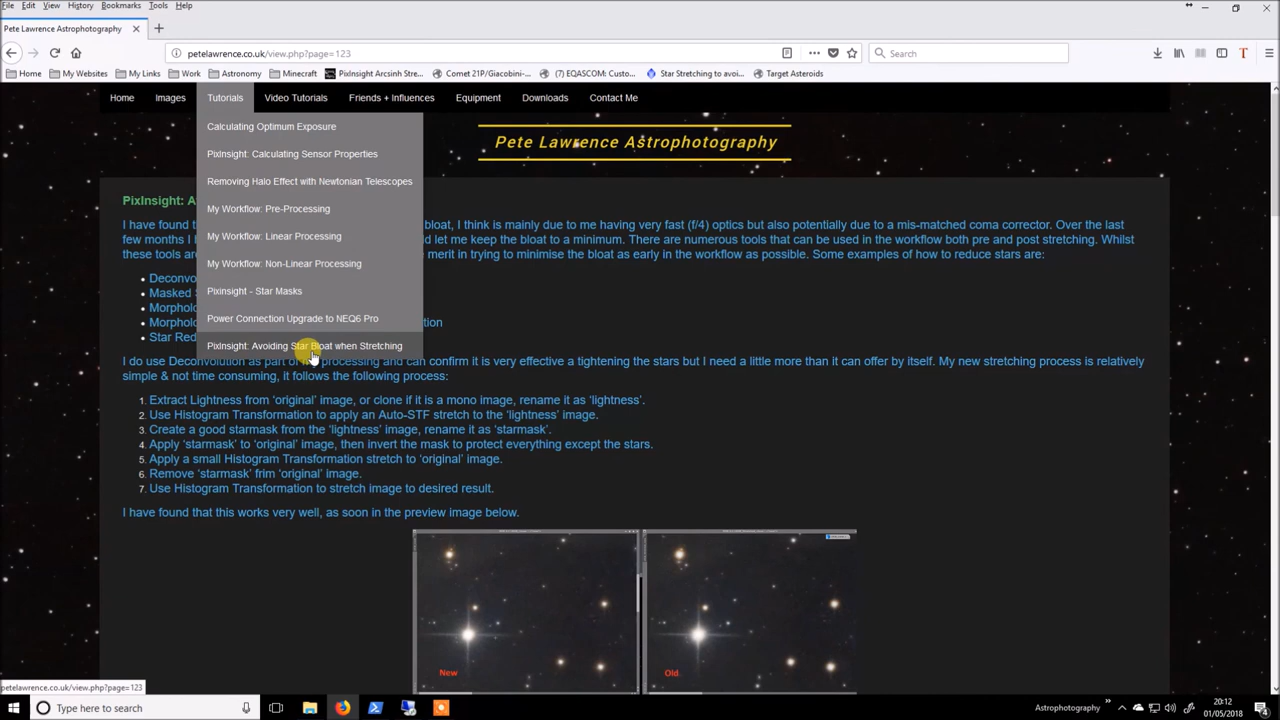 File Edit View History Bookmarks Tools Help
Pete Lawrence Astrophotography
petelawrence.co.uk/view.php?page=123
Search
Home My Websites My Links Work Astronomy Minecraft PixInsight Arcsinh Stre... Comet 21P/Giacobini-... (7) EQASCOM: Custo... Star Stretching to avoi... Target Asteroids
Home Images Tutorials Video Tutorials Friends + Influences Equipment Downloads Contact Me
Calculating Optimum Exposure
PixInsight: Calculating Sensor Properties
Removing Halo Effect with Newtonian Telescopes
My Workflow: Pre-Processing
My Workflow: Linear Processing
My Workflow: Non-Linear Processing
Pixinsight - Star Masks
Power Connection Upgrade to NEQ6 Pro
PixInsight: Avoiding Star Bloat when Stretching
Pete Lawrence Astrophotography
PixInsight: A
I have found t bloat, I think is mainly due to me having very fast (f/4) optics but also potentially due to a mis-matched coma corrector. Over the last
few months I ld let me keep the bloat to a minimum. There are numerous tools that can be used in the workflow both pre and post stretching. Whilst
these tools are merit in trying to minimise the bloat as early in the workflow as possible. Some examples of how to reduce stars are:
Deconvo
Masked S
Morpholo
Morpholo tion
Star Red
I do use Deconvolution as part of my processing and can confirm it is very effective a tightening the stars but I need a little more than it can offer by itself. My new stretching process is relatively
simple & not time consuming, it follows the following process:
1. Extract Lightness from ‘original’ image, or clone if it is a mono image, rename it as ‘lightness’.
2. Use Histogram Transformation to apply an Auto-STF stretch to the ‘lightness’ image.
3. Create a good starmask from the ‘lightness’ image, rename it as ‘starmask’.
4. Apply ‘starmask’ to ‘original’ image, then invert the mask to protect everything except the stars.
5. Apply a small Histogram Transformation stretch to ‘original’ image.
6. Remove ‘starmask’ frim ‘original’ image.
7. Use Histogram Transformation to stretch image to desired result.
I have found that this works very well, as soon in the preview image below.
New Old
petelawrence.co.uk/view.php?page=123
Type here to search
Astrophotography
20:12
01/05/2018
4